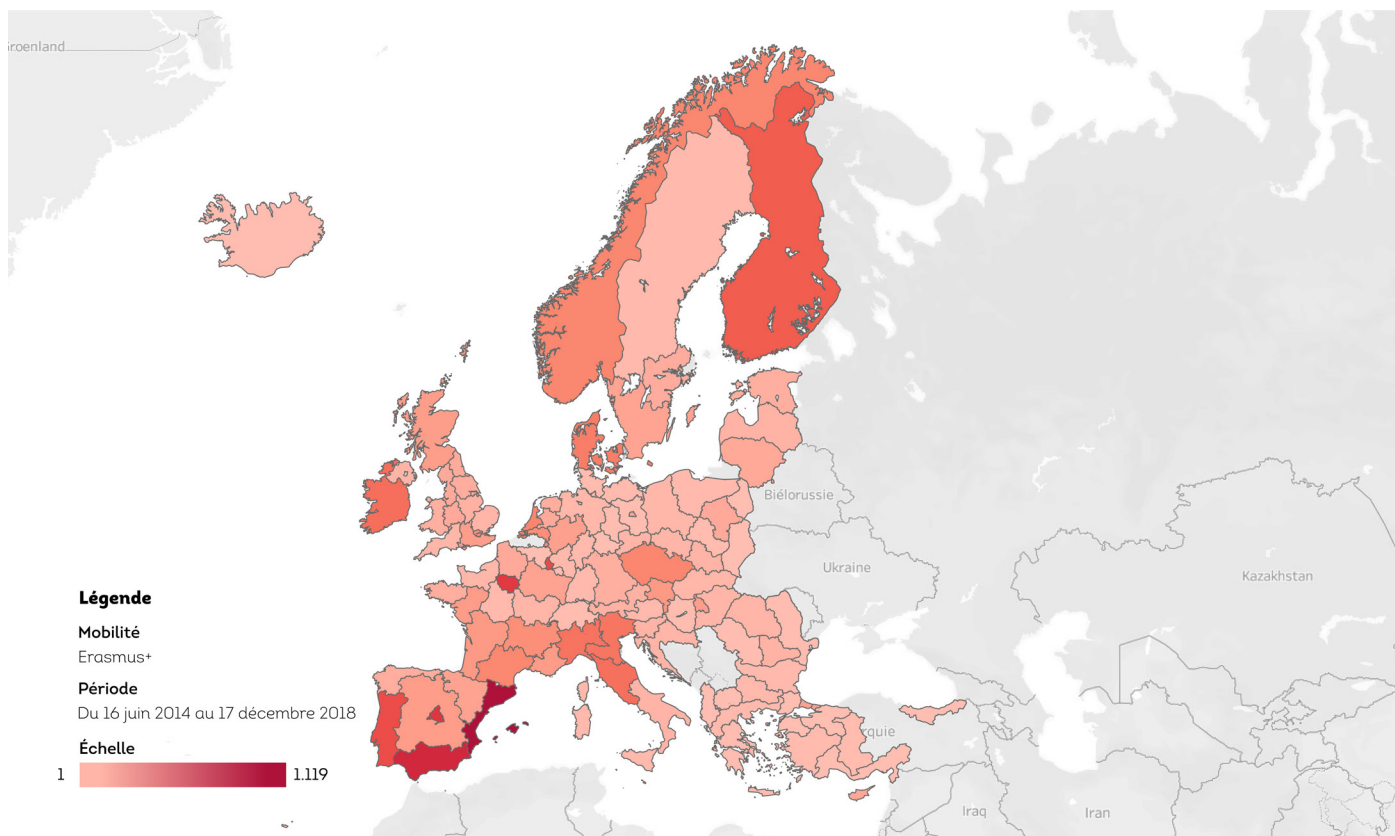 Groenland
Biélorussie
Ukraine
Kazakhstan
rquie
Iraq
Iran
Légende
Mobilité
Erasmus+
Période
Du 16 juin 2014 au 17 décembre 2018
Échelle
1
1.119